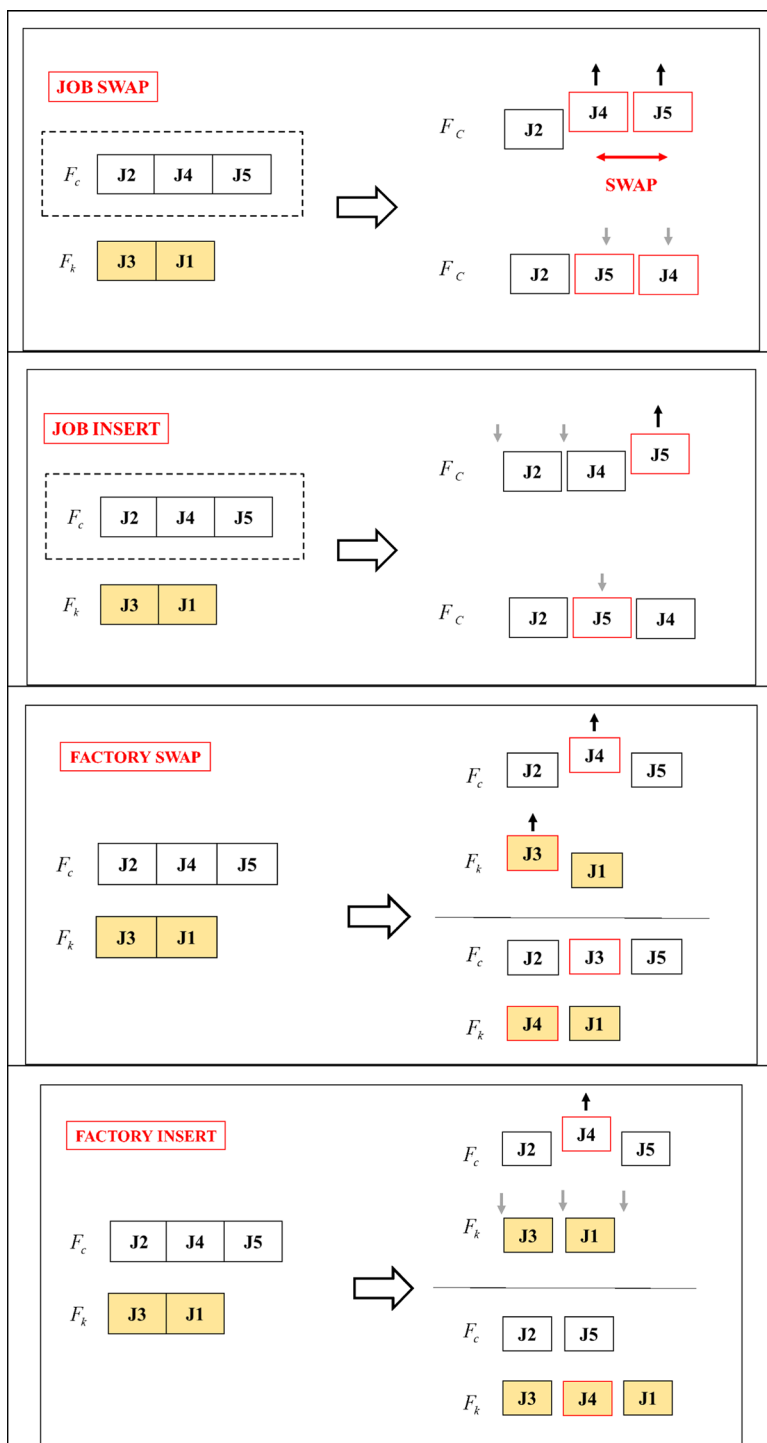 JOB SWAP
F_c J2 J4 J5
F_k J3 J1
F_C J2 J4 J5
SWAP
F_C J2 J5 J4
JOB INSERT
F_c J2 J4 J5
F_k J3 J1
F_C J2 J4 J5
F_C J2 J5 J4
FACTORY SWAP
F_c J2 J4 J5
F_k J3 J1
F_c J2 J4 J5
F_k J3 J1
F_c J2 J3 J5
F_k J4 J1
FACTORY INSERT
F_c J2 J4 J5
F_k J3 J1
F_c J2 J4 J5
F_k J3 J1
F_c J2 J5
F_k J3 J4 J1